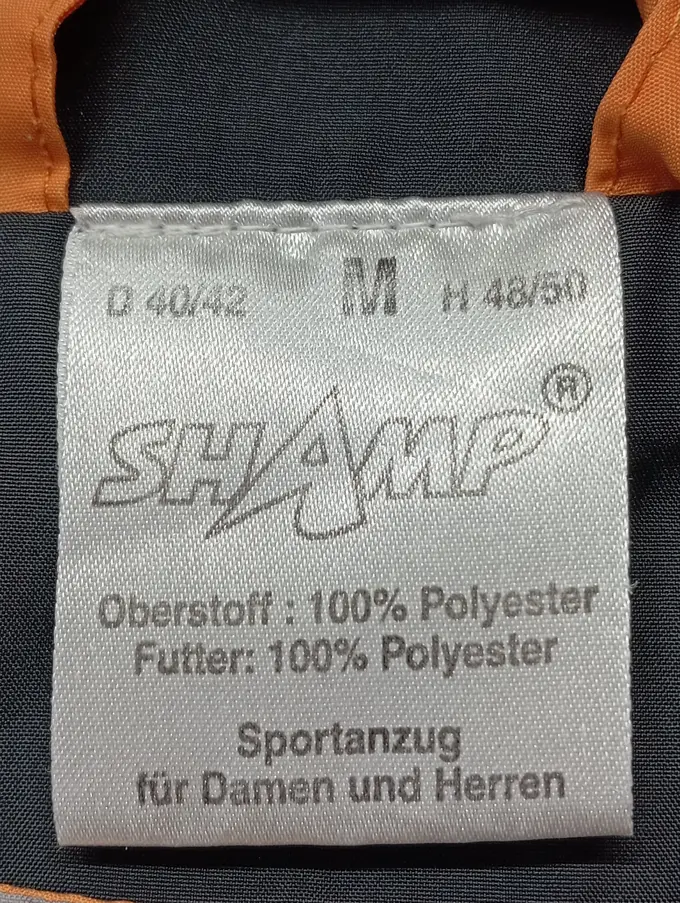 D 40/42 M H 48/50
SHAMP®
Oberstoff : 100% Polyester
Futter: 100% Polyester
Sportanzug
für Damen und Herren